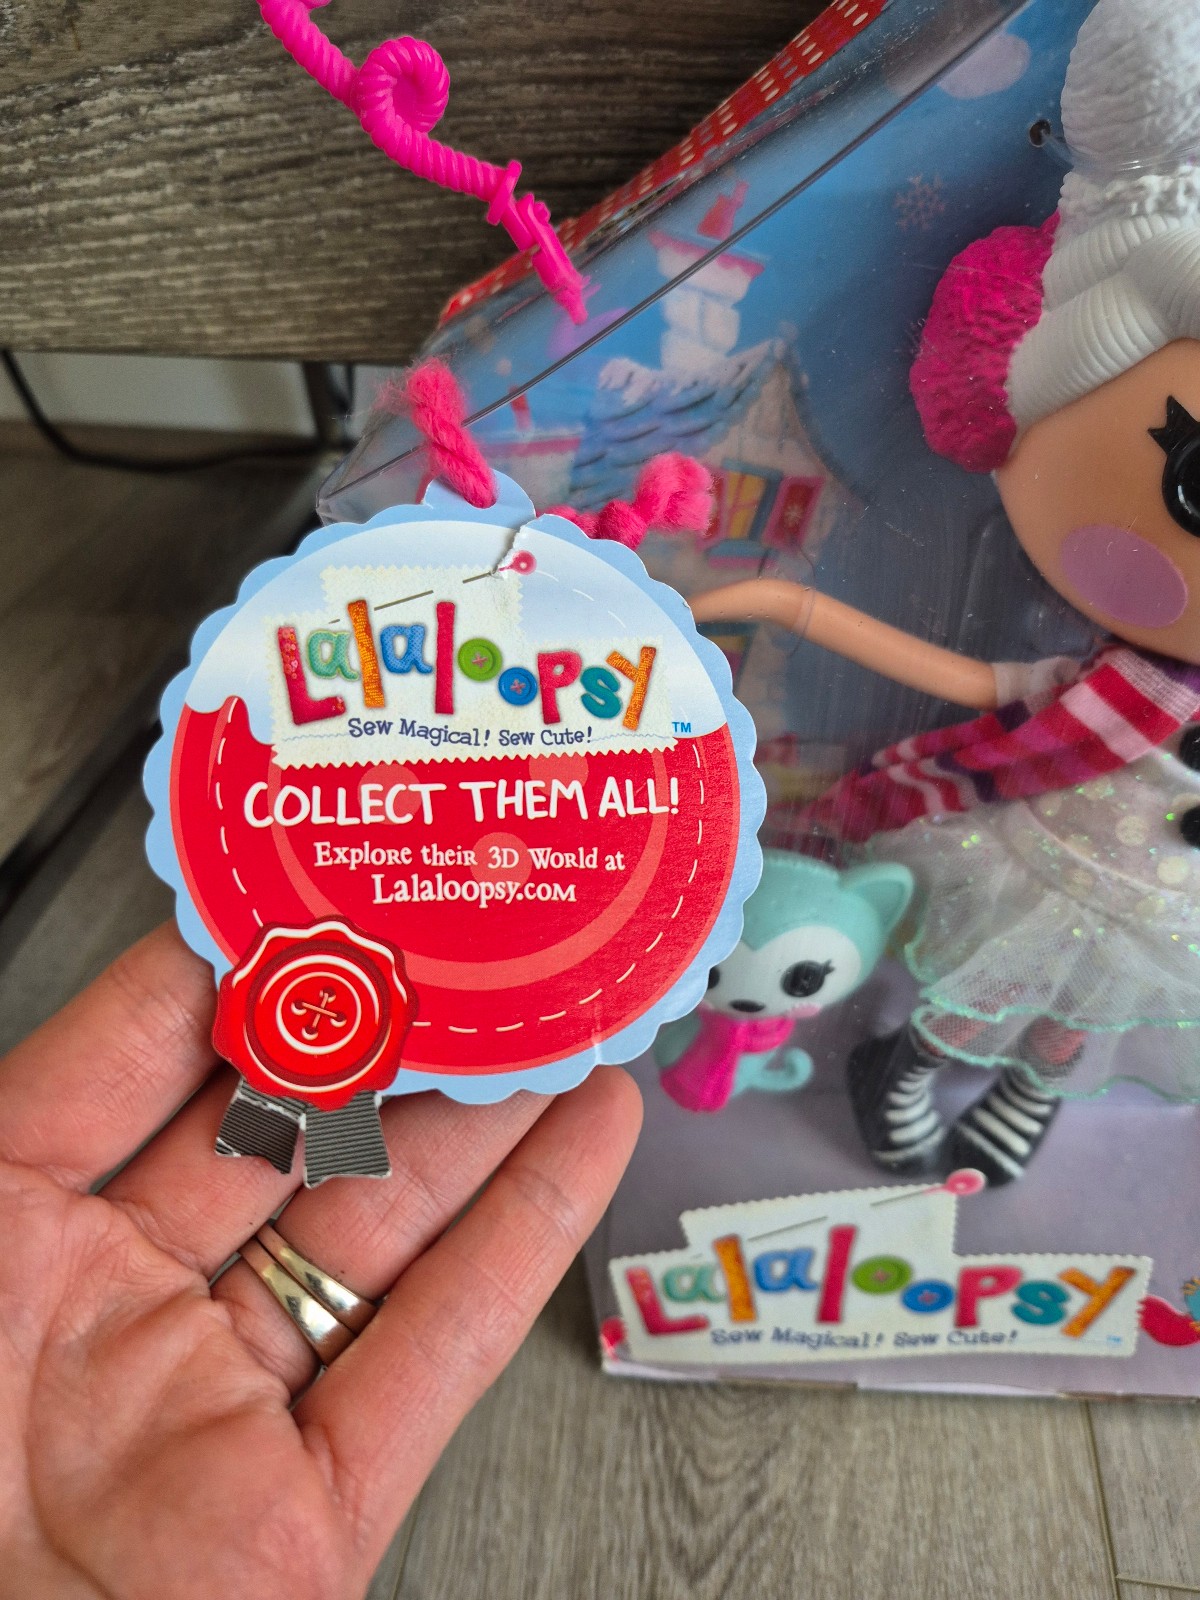 Lalaloopsy
Sew Magical! Sew Cute!
TM
COLLECT THEM ALL!
Explore their 3D World at
Lalaloopsy.com
Lalaloopsy
Sew Magical! Sew Cute!
TM